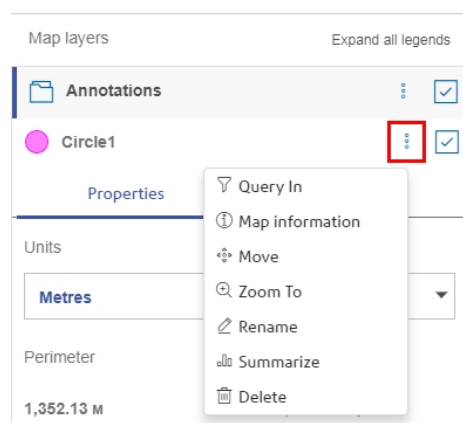 Map layers Expand all legends
Annotations
Circle1
Properties
Query In
Map information
Units
Move
Metres
Zoom To
Rename
Perimeter
Summarize
Delete
1,352.13 M